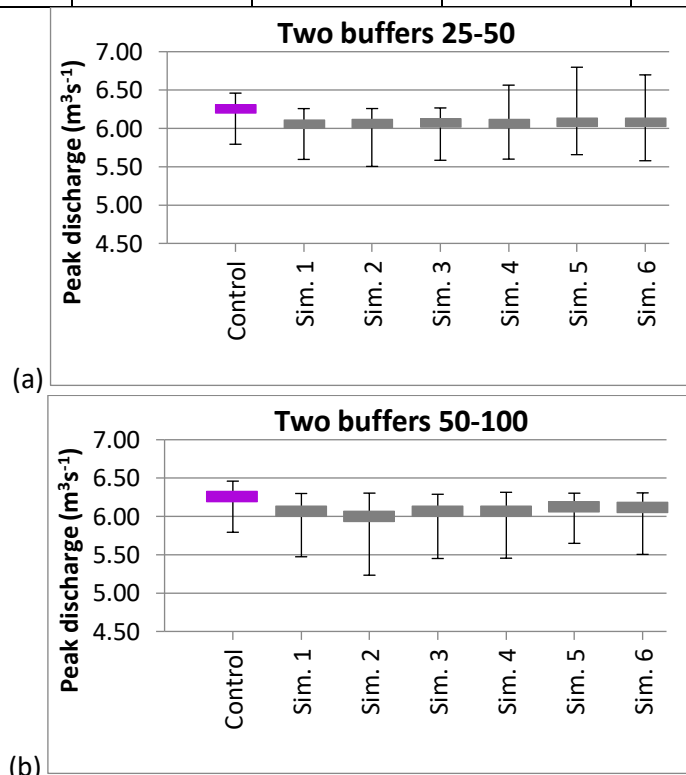 Two buffers 25-50
Peak discharge (m³s⁻¹)
7.00
6.50
6.00
5.50
5.00
4.50
Control
Sim. 1
Sim. 2
Sim. 3
Sim. 4
Sim. 5
Sim. 6
(a)
Two buffers 50-100
Peak discharge (m³s⁻¹)
7.00
6.50
6.00
5.50
5.00
4.50
Control
Sim. 1
Sim. 2
Sim. 3
Sim. 4
Sim. 5
Sim. 6
(b)